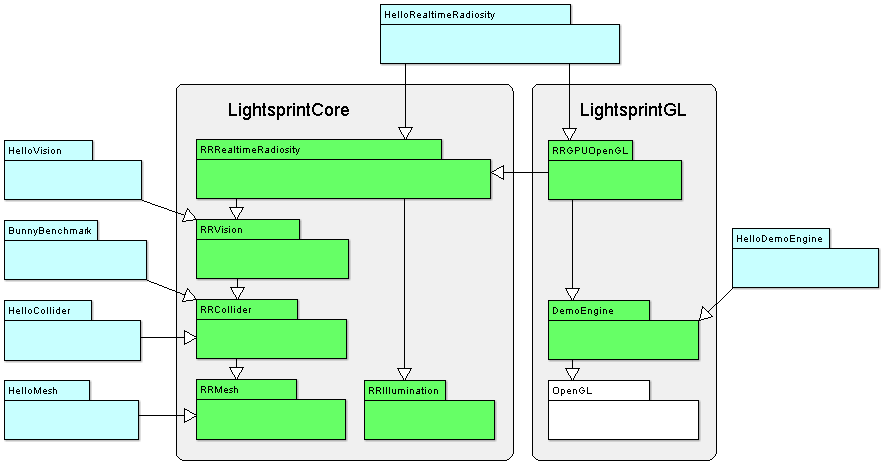 HelloRealtimeRadiosity
LightsprintCore
LightsprintGL
HelloVision
RRRealtimeRadiosity
RRGPUOpenGL
BunnyBenchmark
RRVision
HelloDemoEngine
HelloCollider
RRCollider
DemoEngine
HelloMesh
RRMesh
RRIllumination
OpenGL